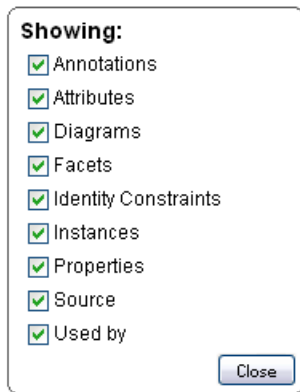 Showing:
Annotations
Attributes
Diagrams
Facets
Identity Constraints
Instances
Properties
Source
Used by
Close